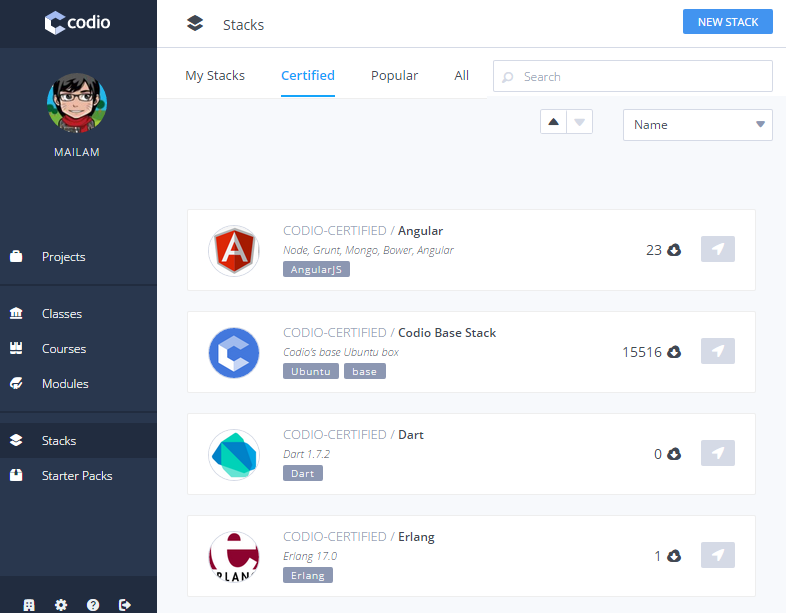 codio
Stacks
NEW STACK
MAILAM
My Stacks
Certified
Popular
All
Search
Name
Projects
Classes
Courses
Modules
Stacks
Starter Packs
CODIO-CERTIFIED / Angular
Node, Grunt, Mongo, Bower, Angular
AngularJS
23
CODIO-CERTIFIED / Codio Base Stack
Codio's base Ubuntu box
Ubuntu
base
15516
CODIO-CERTIFIED / Dart
Dart 1.7.2
Dart
0
CODIO-CERTIFIED / Erlang
Erlang 17.0
Erlang
1